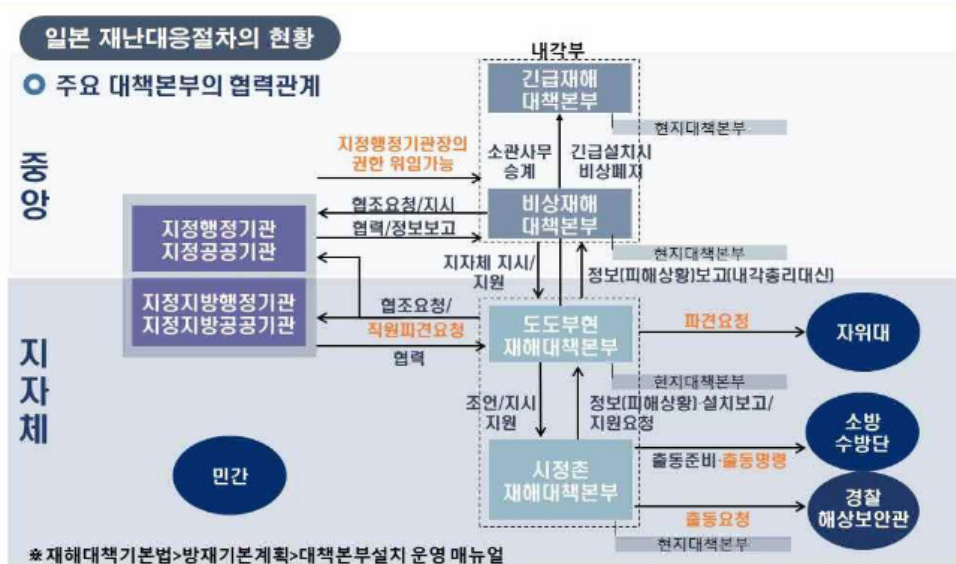 일본 재난대응절차의 현황
주요 대책본부의 협력관계
중앙
지자체
내각부
긴급재해
대책본부
현지대책본부
지정행정기관장의
권한 위임가능
소관사무
승계
긴급설치시
비상폐지
협조요청/지시
협력/정보보고
비상재해
대책본부
현지대책본부
지정행정기관
지정공공기관
지자체 지시/
지원
정보(피해상황)보고(내각총리대신)
지정지방행정기관
지정지방공공기관
협조요청/
직원파견요청
협력
도도부현
재해대책본부
파견요청
자위대
현지대책본부
조언/지시
지원
정보(피해상황)·설치보고/
지원요청
소방
수방단
민간
시정촌
재해대책본부
출동준비·출동명령
출동요청
경찰
해상보안관
현지대책본부
※ 재해대책기본법>방재기본계획>대책본부설치 운영 매뉴얼